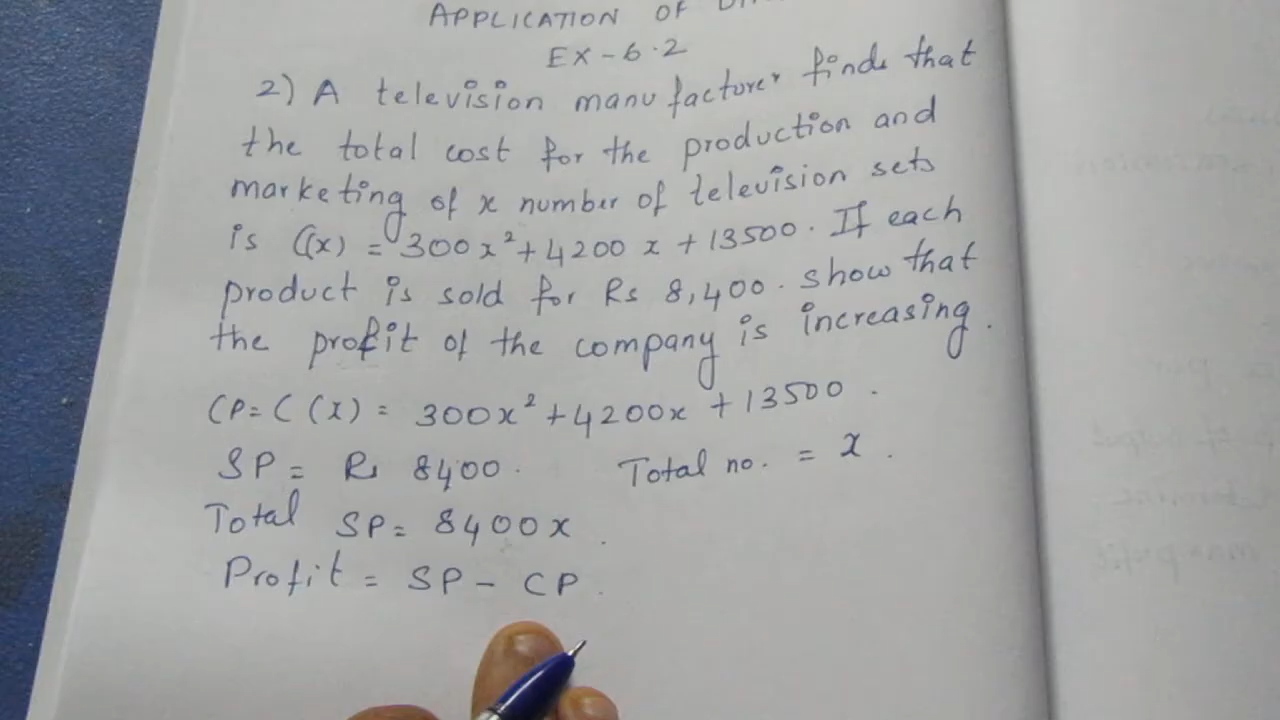 APPLICATION OF
EX-6.2
2) A television manufacturer finds that
the total cost for the production and
marketing of x number of television sets
is C(x) = 300x²+4200x+13500. If each
product is sold for Rs 8,400. show that
the profit of the company is increasing.
CP = C(x) = 300x²+4200x+13500.
SP = Rs 8400. Total no. = x.
Total SP = 8400x.
Profit = SP - CP.